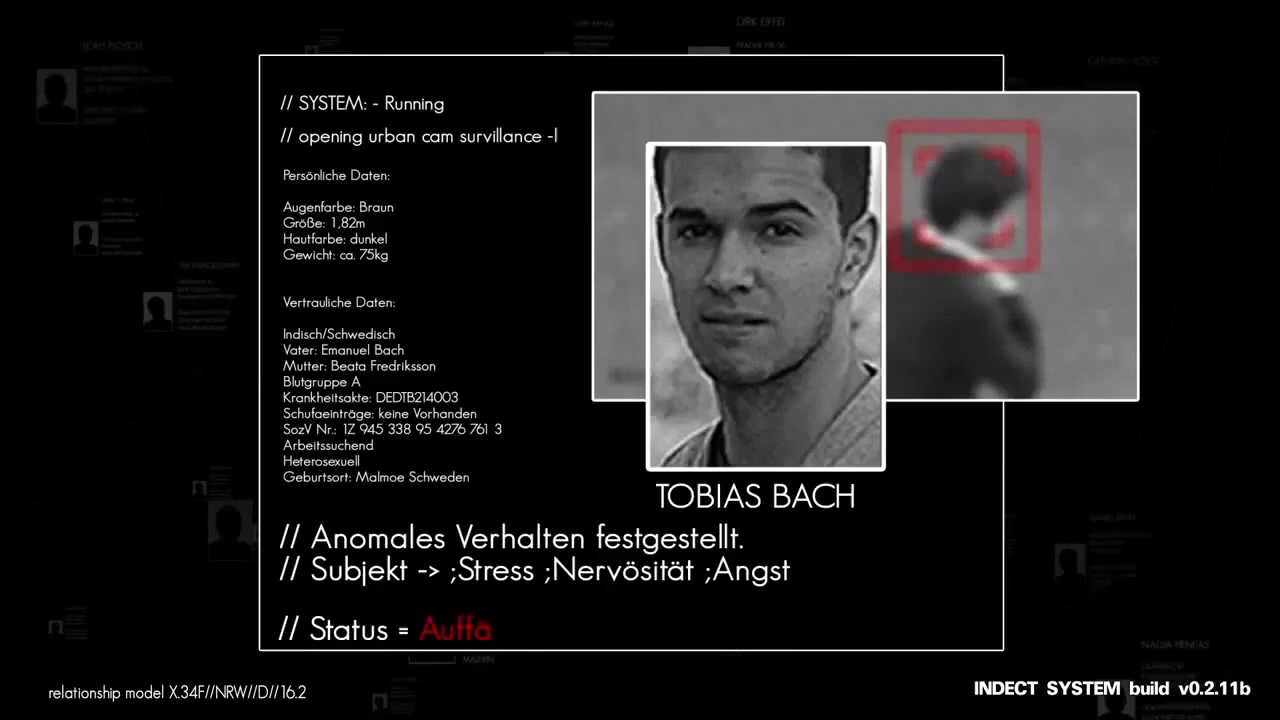 DIRK EIFFEL
// SYSTEM: - Running
// opening urban cam survillance -|
Persönliche Daten:
Augenfarbe: Braun
Größe: 1,82m
Hautfarbe: dunkel
Gewicht: ca. 75kg
Vertrauliche Daten:
Indisch/Schwedisch
Vater: Emanuel Bach
Mutter: Beata Fredriksson
Blutgruppe A
Krankheitsakte: DEDTB214003
Schufaeinträge: keine Vorhanden
SozV Nr.: 1Z 945 338 95 4276 761 3
Arbeitssuchend
Heterosexuell
Geburtsort: Malmoe Schweden
TOBIAS BACH
// Anomales Verhalten festgestellt.
// Subjekt -> ;Stress ;Nervösität ;Angst
// Status = Auffä
relationship model X.34F//NRW//D//16.2
INDECT SYSTEM build v0.2.11b